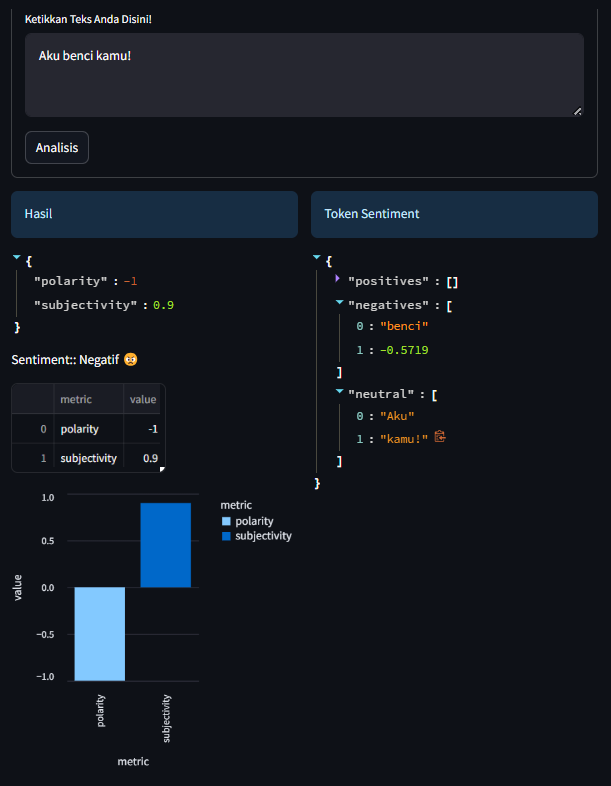 Ketikkan Teks Anda Disini!
Aku benci kamu!
Analisis
Hasil
{
"polarity" : -1
"subjectivity" : 0.9
}
Sentiment:: Negatif 😡
metric value
0 polarity -1
1 subjectivity 0.9
metric
polarity
subjectivity
1.0
0.5
0.0
−0.5
−1.0
value
polarity
subjectivity
metric
Token Sentiment
{
"positives" : []
"negatives" : [
0 : "benci"
1 : -0.5719
]
"neutral" : [
0 : "Aku"
1 : "kamu!"
]
}